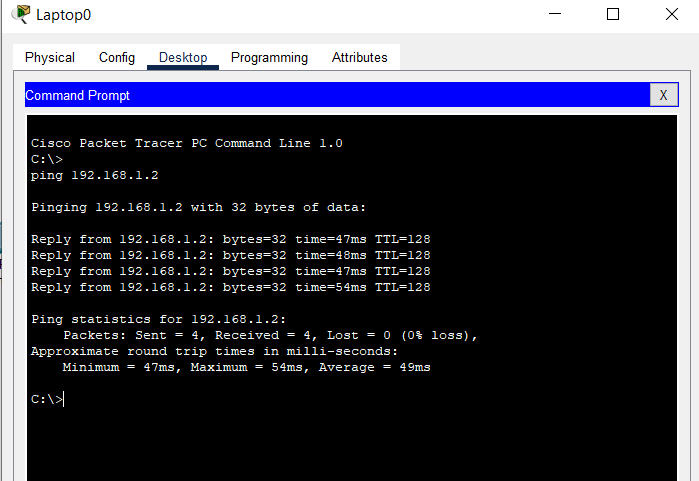 Laptop0
Physical Config Desktop Programming Attributes
Command Prompt X
Cisco Packet Tracer PC Command Line 1.0
C:\>
ping 192.168.1.2
Pinging 192.168.1.2 with 32 bytes of data:
Reply from 192.168.1.2: bytes=32 time=47ms TTL=128
Reply from 192.168.1.2: bytes=32 time=48ms TTL=128
Reply from 192.168.1.2: bytes=32 time=47ms TTL=128
Reply from 192.168.1.2: bytes=32 time=54ms TTL=128
Ping statistics for 192.168.1.2:
Packets: Sent = 4, Received = 4, Lost = 0 (0% loss),
Approximate round trip times in milli-seconds:
Minimum = 47ms, Maximum = 54ms, Average = 49ms
C:\>